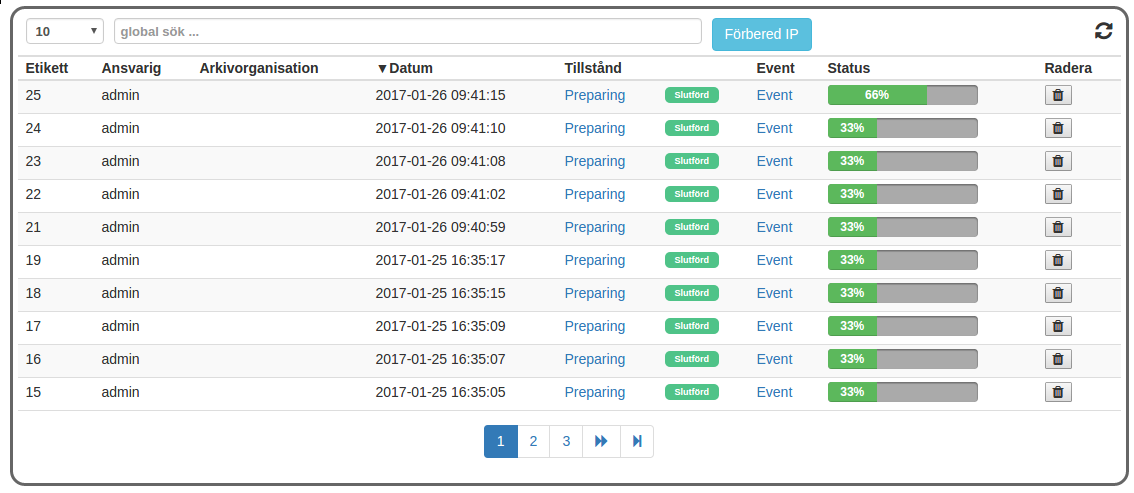 10 global sök ... Förbered IP
Etikett Ansvarig Arkivorganisation ▼Datum Tillstånd Event Status Radera
25 admin 2017-01-26 09:41:15 Preparing Slutförd Event 66%
24 admin 2017-01-26 09:41:10 Preparing Slutförd Event 33%
23 admin 2017-01-26 09:41:08 Preparing Slutförd Event 33%
22 admin 2017-01-26 09:41:02 Preparing Slutförd Event 33%
21 admin 2017-01-26 09:40:59 Preparing Slutförd Event 33%
19 admin 2017-01-25 16:35:17 Preparing Slutförd Event 33%
18 admin 2017-01-25 16:35:15 Preparing Slutförd Event 33%
17 admin 2017-01-25 16:35:09 Preparing Slutförd Event 33%
16 admin 2017-01-25 16:35:07 Preparing Slutförd Event 33%
15 admin 2017-01-25 16:35:05 Preparing Slutförd Event 33%
1 2 3